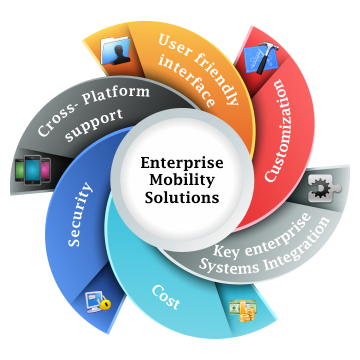 Enterprise
Mobility
Solutions
User friendly
interface
Customization
Key enterprise
Systems Integration
Cost
Security
Cross- Platform
support